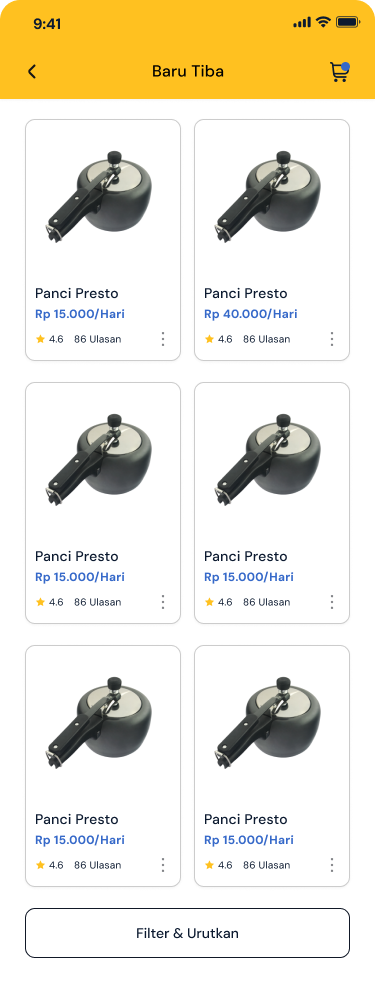 9:41
Baru Tiba
Panci Presto
Rp 15.000/Hari
4.6 86 Ulasan
Panci Presto
Rp 40.000/Hari
4.6 86 Ulasan
Panci Presto
Rp 15.000/Hari
4.6 86 Ulasan
Panci Presto
Rp 15.000/Hari
4.6 86 Ulasan
Panci Presto
Rp 15.000/Hari
4.6 86 Ulasan
Panci Presto
Rp 15.000/Hari
4.6 86 Ulasan
Filter & Urutkan